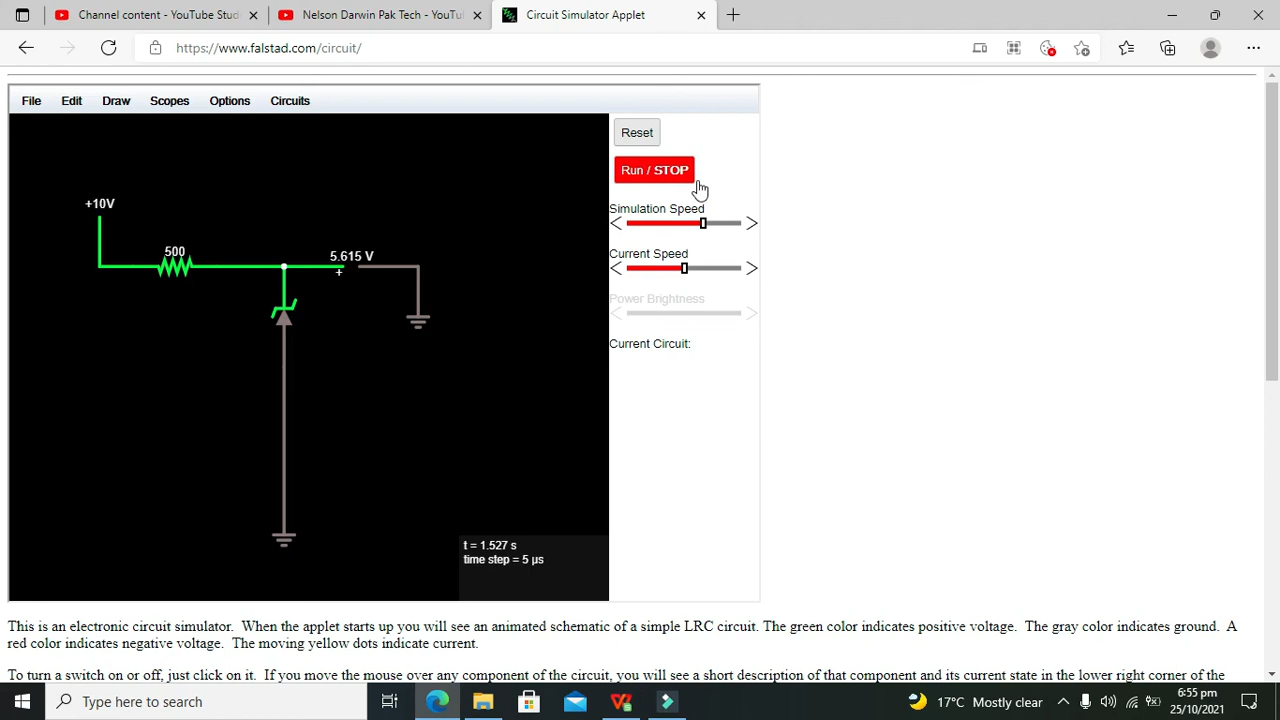 Channel content - YouTube Stud
Nelson Darwin Pak Tech - YouTu
Circuit Simulator Applet
https://www.falstad.com/circuit/
File Edit Draw Scopes Options Circuits
Reset
Run / STOP
Simulation Speed
Current Speed
Power Brightness
Current Circuit:
+10V
500
5.615 V
+
t = 1.527 s
time step = 5 µs
This is an electronic circuit simulator. When the applet starts up you will see an animated schematic of a simple LRC circuit. The green color indicates positive voltage. The gray color indicates ground. A
red color indicates negative voltage. The moving yellow dots indicate current.
To turn a switch on or off, just click on it. If you move the mouse over any component of the circuit, you will see a short description of that component and its current state in the lower right corner of the
Type here to search
17°C Mostly clear
6:55 pm
25/10/2021